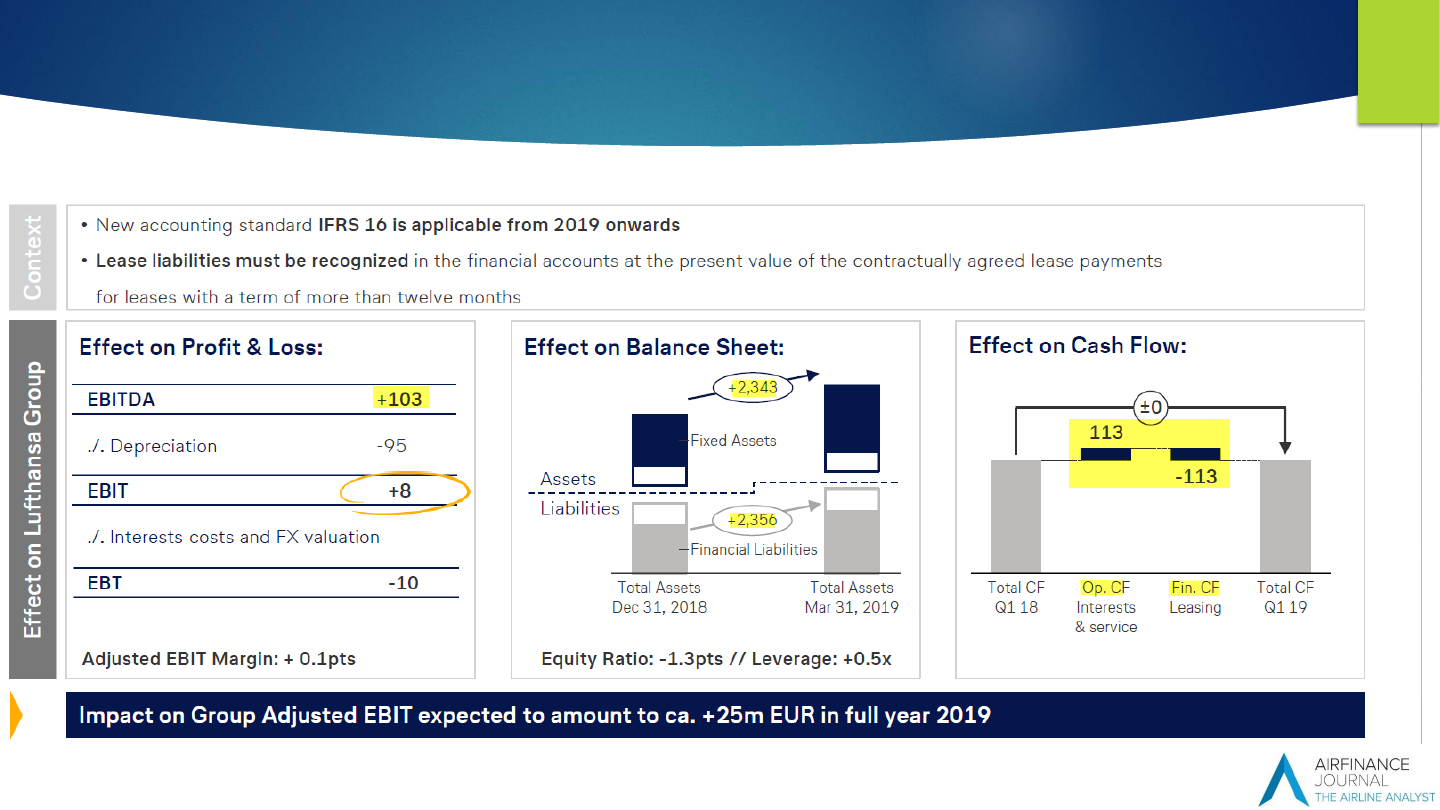 Context
• New accounting standard IFRS 16 is applicable from 2019 onwards
• Lease liabilities must be recognized in the financial accounts at the present value of the contractually agreed lease payments
for leases with a term of more than twelve months
Effect on Lufthansa Group
Effect on Profit & Loss:
EBITDA +103
./. Depreciation -95
EBIT +8
./. Interests costs and FX valuation
EBT -10
Adjusted EBIT Margin: + 0.1pts
Effect on Balance Sheet:
+2,343
Fixed Assets
Assets
Liabilities
+2,356
Financial Liabilities
Total Assets
Dec 31, 2018
Total Assets
Mar 31, 2019
Equity Ratio: -1.3pts // Leverage: +0.5x
Effect on Cash Flow:
±0
113
-113
Total CF
Q1 18
Op. CF
Interests
& service
Fin. CF
Leasing
Total CF
Q1 19
Impact on Group Adjusted EBIT expected to amount to ca. +25m EUR in full year 2019
AIRFINANCE
JOURNAL
THE AIRLINE ANALYST